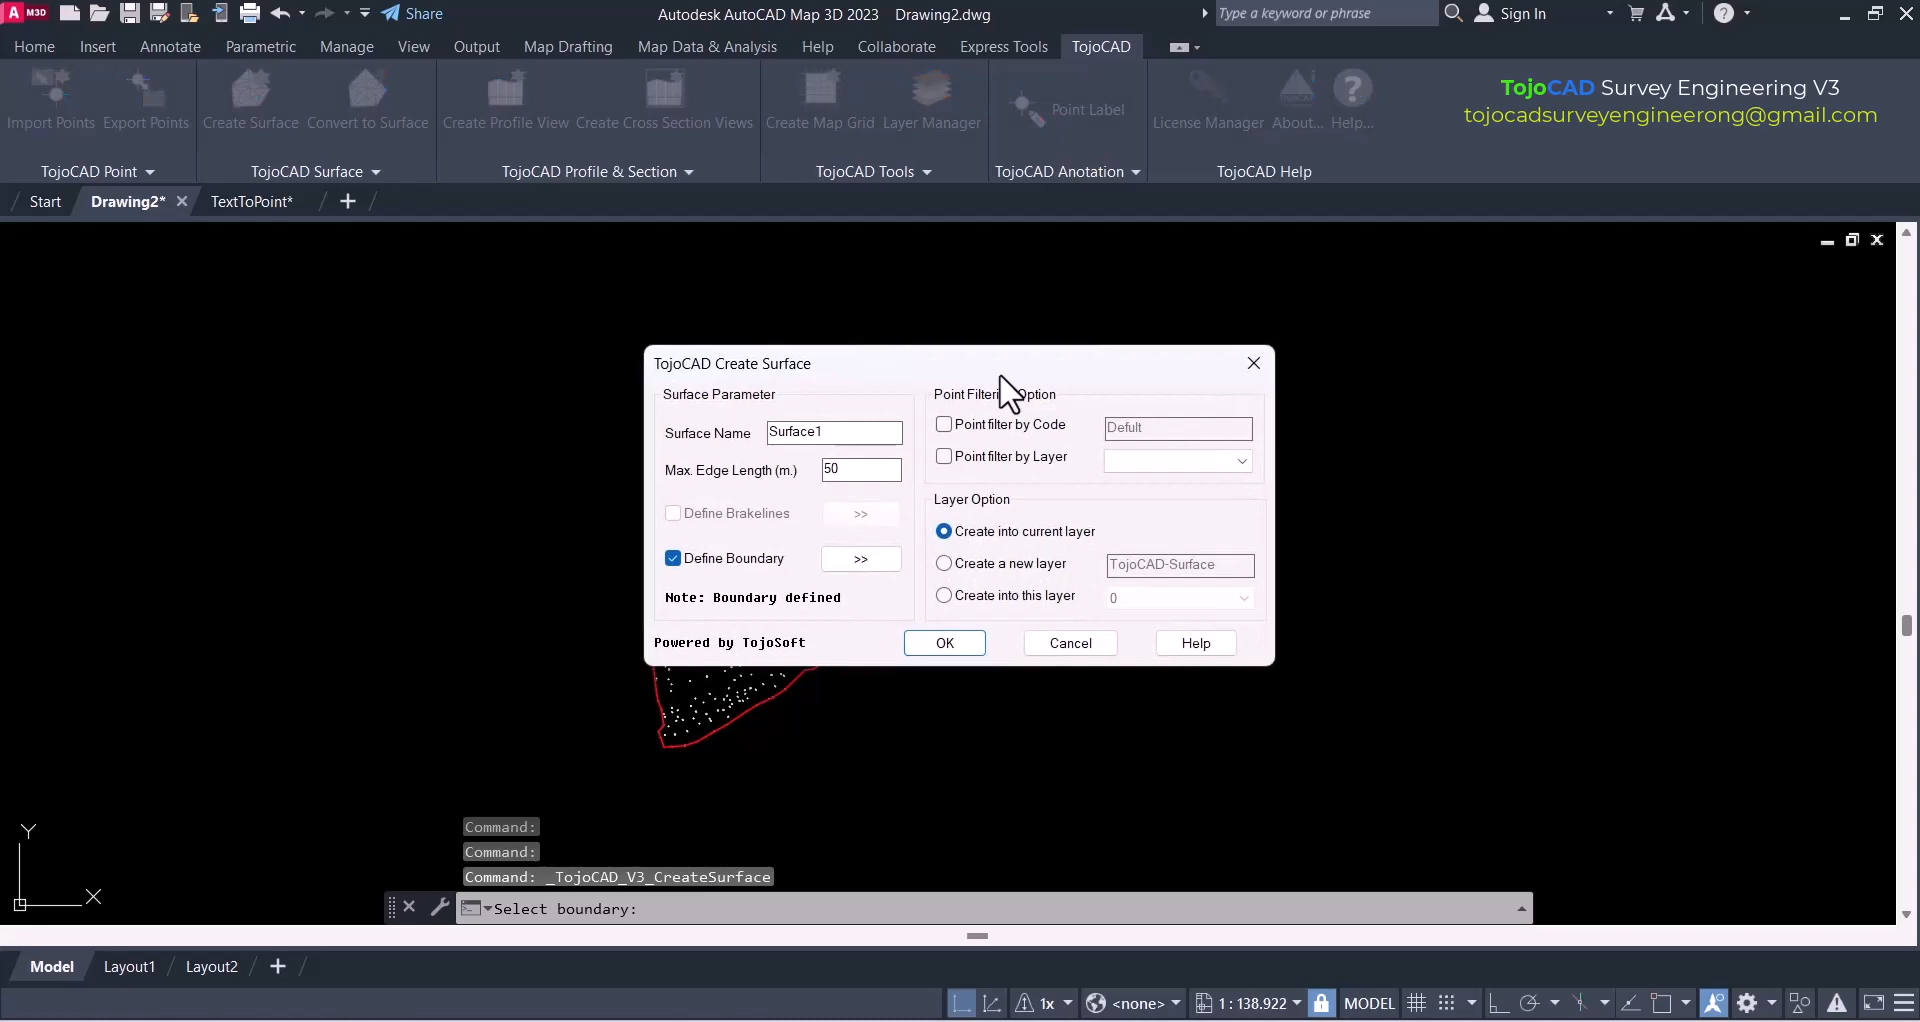 M3D
Share
Autodesk AutoCAD Map 3D 2023 Drawing2.dwg
Type a keyword or phrase
Sign In
Home Insert Annotate Parametric Manage View Output Map Drafting Map Data & Analysis Help Collaborate Express Tools TojoCAD
Import Points Export Points Create Surface Convert to Surface Create Profile View Create Cross Section Views Create Map Grid Layer Manager Point Label License Manager About... Help...
TojoCAD Point TojoCAD Surface TojoCAD Profile & Section TojoCAD Tools TojoCAD Anotation TojoCAD Help
TojoCAD Survey Engineering V3
tojocadsurveyengineerong@gmail.com
Start Drawing2* TextToPoint*
TojoCAD Create Surface
Surface Parameter
Surface Name Surface1
Max. Edge Length (m.) 50
Define Brakelines >>
Define Boundary >>
Note: Boundary defined
Powered by TojoSoft
Option
Point filter by Code Defult
Point filter by Layer
Layer Option
Create into current layer
Create a new layer TojoCAD-Surface
Create into this layer 0
OK Cancel Help
Y
X
Command:
Command:
Command: _TojoCAD_V3_CreateSurface
Select boundary:
Model Layout1 Layout2
1x <none> 1 : 138.922 MODEL